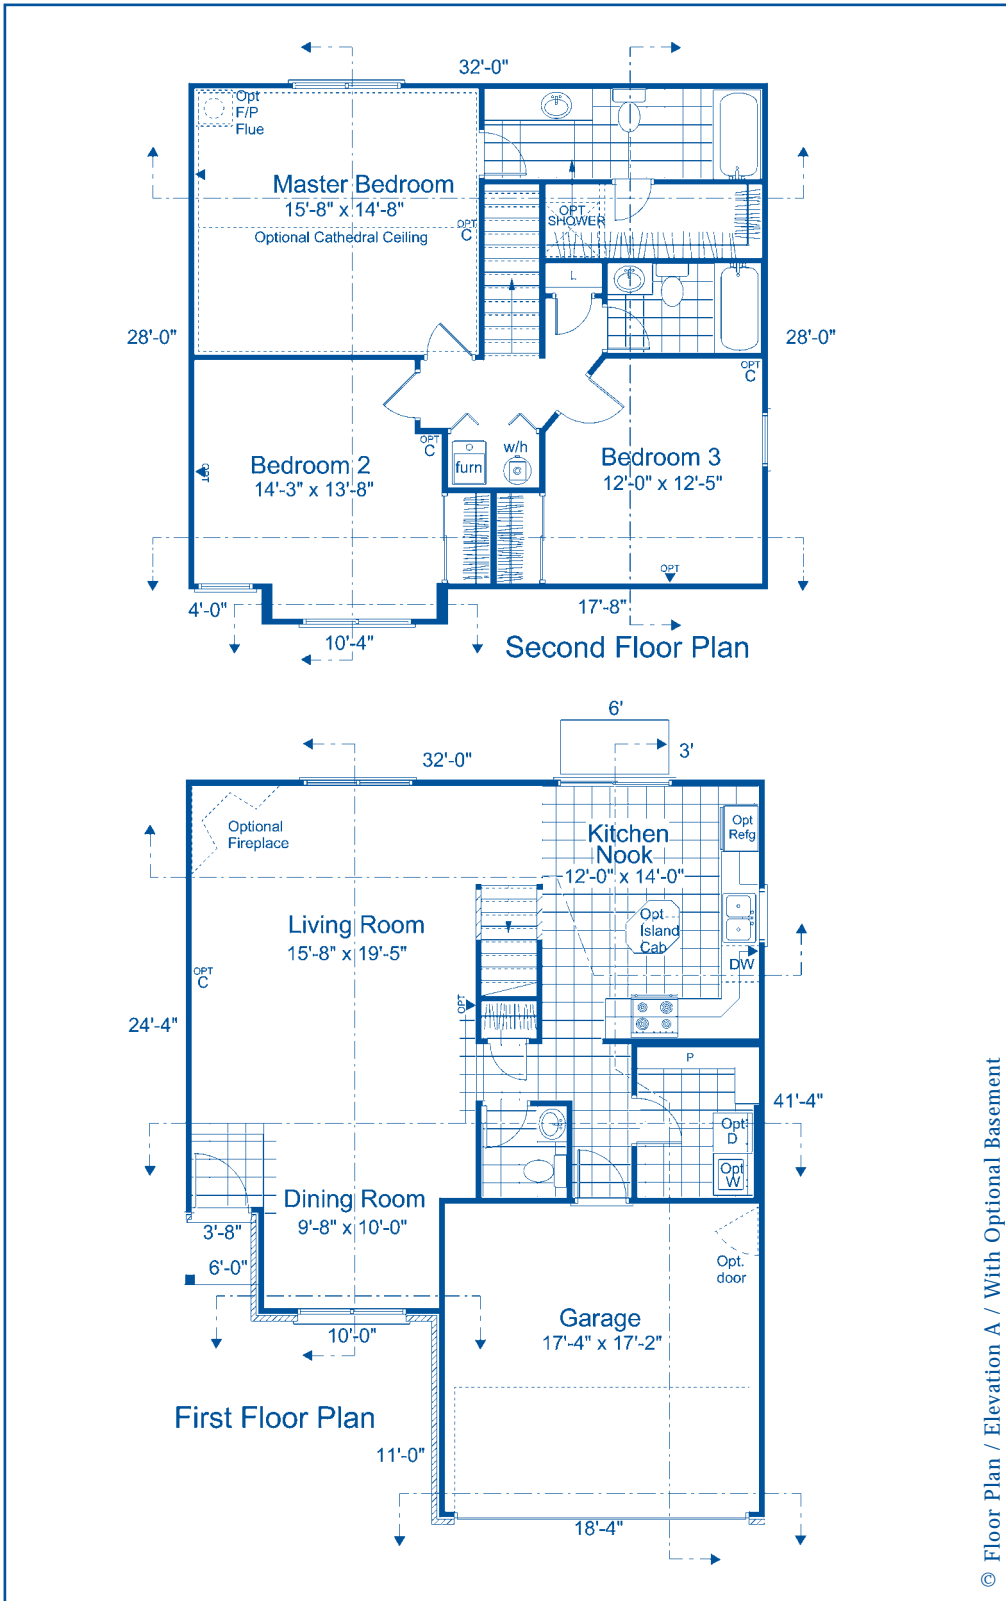 32'-0"
Opt
F/P
Flue
Master Bedroom
15'-8" x 14'-8"
Optional Cathedral Ceiling
OPT
C
OPT
SHOWER
L
28'-0"
28'-0"
OPT
C
OPT
C
w/h
furn
Bedroom 2
14'-3" x 13'-8"
OPT
Bedroom 3
12'-0" x 12'-5"
OPT
4'-0"
17'-8"
10'-4"
Second Floor Plan
6'
3'
32'-0"
Optional
Fireplace
Kitchen
Nook
12'-0" x 14'-0"
Opt
Refg
Living Room
15'-8" x 19'-5"
Opt
Island
Cab
DW
OPT
C
OPT
24'-4"
P
41'-4"
Opt
D
Opt
W
Dining Room
9'-8" x 10'-0"
3'-8"
6'-0"
Opt.
door
Garage
17'-4" x 17'-2"
10'-0"
First Floor Plan
11'-0"
18'-4"
© Floor Plan / Elevation A / With Optional Basement